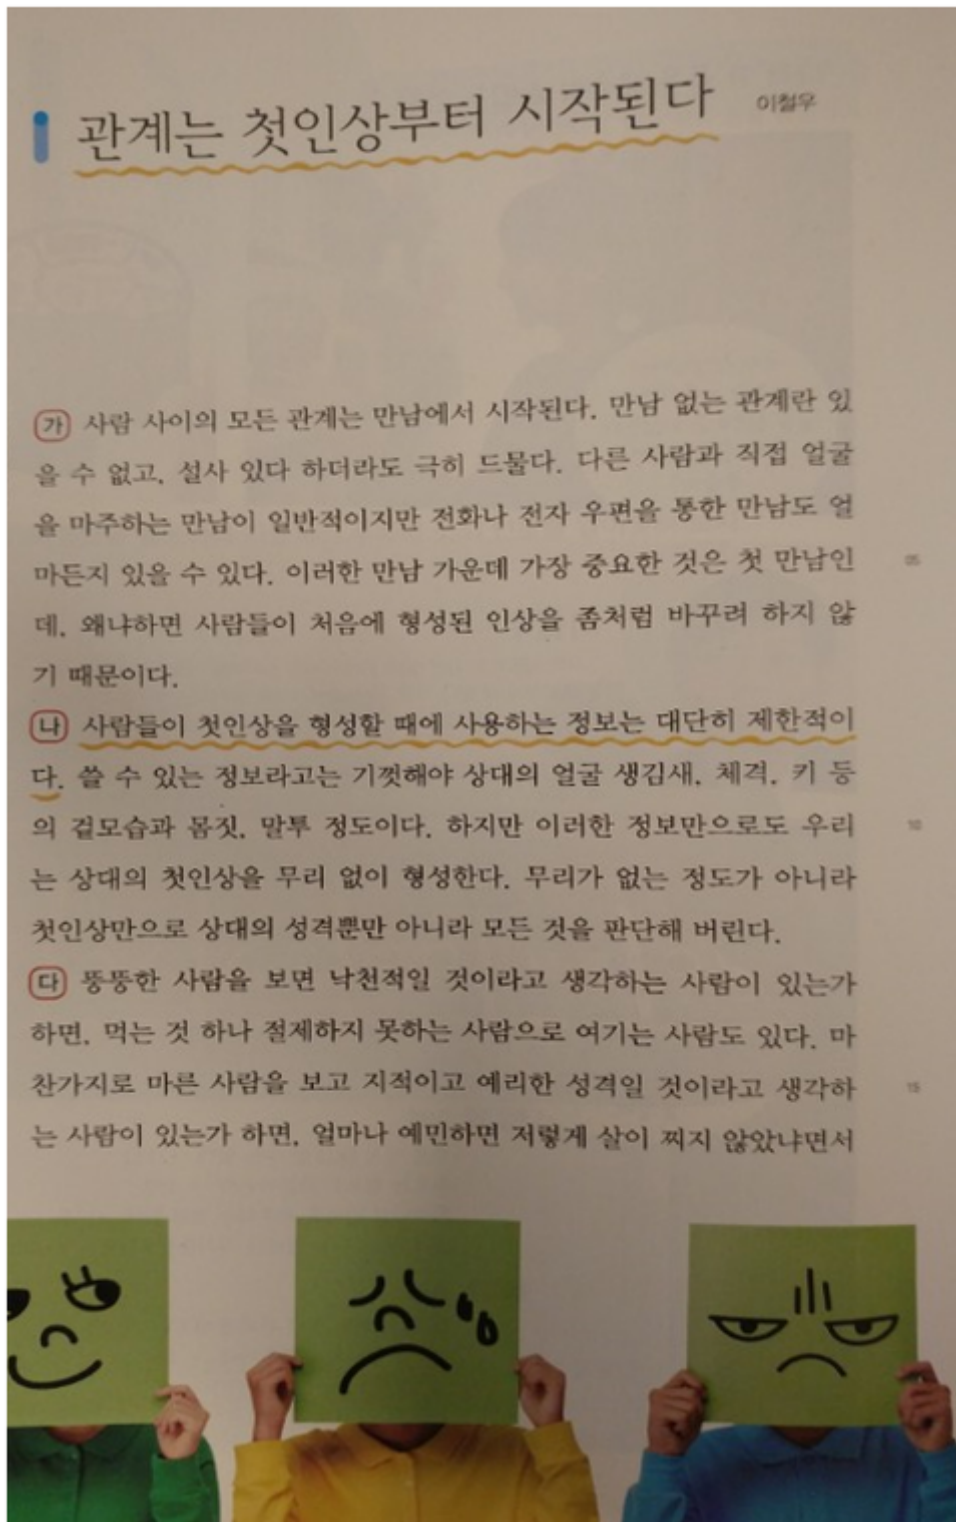 관계는 첫인상부터 시작된다 이철우
가 사람 사이의 모든 관계는 만남에서 시작된다. 만남 없는 관계란 있
을 수 없고, 설사 있다 하더라도 극히 드물다. 다른 사람과 직접 얼굴
을 마주하는 만남이 일반적이지만 전화나 전자 우편을 통한 만남도 얼
마든지 있을 수 있다. 이러한 만남 가운데 가장 중요한 것은 첫 만남인 05
데, 왜냐하면 사람들이 처음에 형성된 인상을 좀처럼 바꾸려 하지 않
기 때문이다.
나 사람들이 첫인상을 형성할 때에 사용하는 정보는 대단히 제한적이
다. 쓸 수 있는 정보라고는 기껏해야 상대의 얼굴 생김새, 체격, 키 등
의 겉모습과 몸짓, 말투 정도이다. 하지만 이러한 정보만으로도 우리 10
는 상대의 첫인상을 무리 없이 형성한다. 무리가 없는 정도가 아니라
첫인상만으로 상대의 성격뿐만 아니라 모든 것을 판단해 버린다.
다 뚱뚱한 사람을 보면 낙천적일 것이라고 생각하는 사람이 있는가
하면, 먹는 것 하나 절제하지 못하는 사람으로 여기는 사람도 있다. 마
찬가지로 마른 사람을 보고 지적이고 예리한 성격일 것이라고 생각하 15
는 사람이 있는가 하면, 얼마나 예민하면 저렇게 살이 찌지 않았냐면서